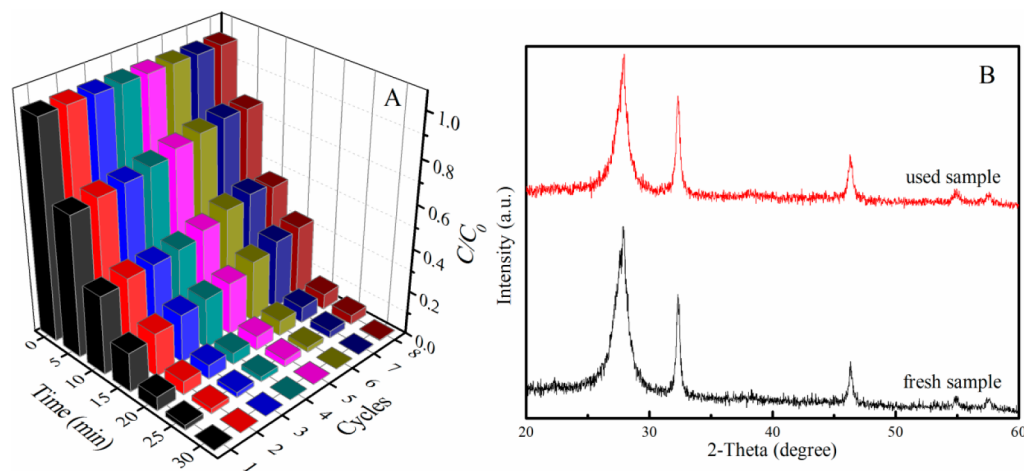 A
1.0
0.8
0.6
0.4
0.2
0.0
C/C0
0
5
10
15
20
25
30
Time (min)
1
2
3
4
5
6
7
8
Cycles
B
used sample
fresh sample
Intensity (a.u.)
20
30
40
50
60
2-Theta (degree)